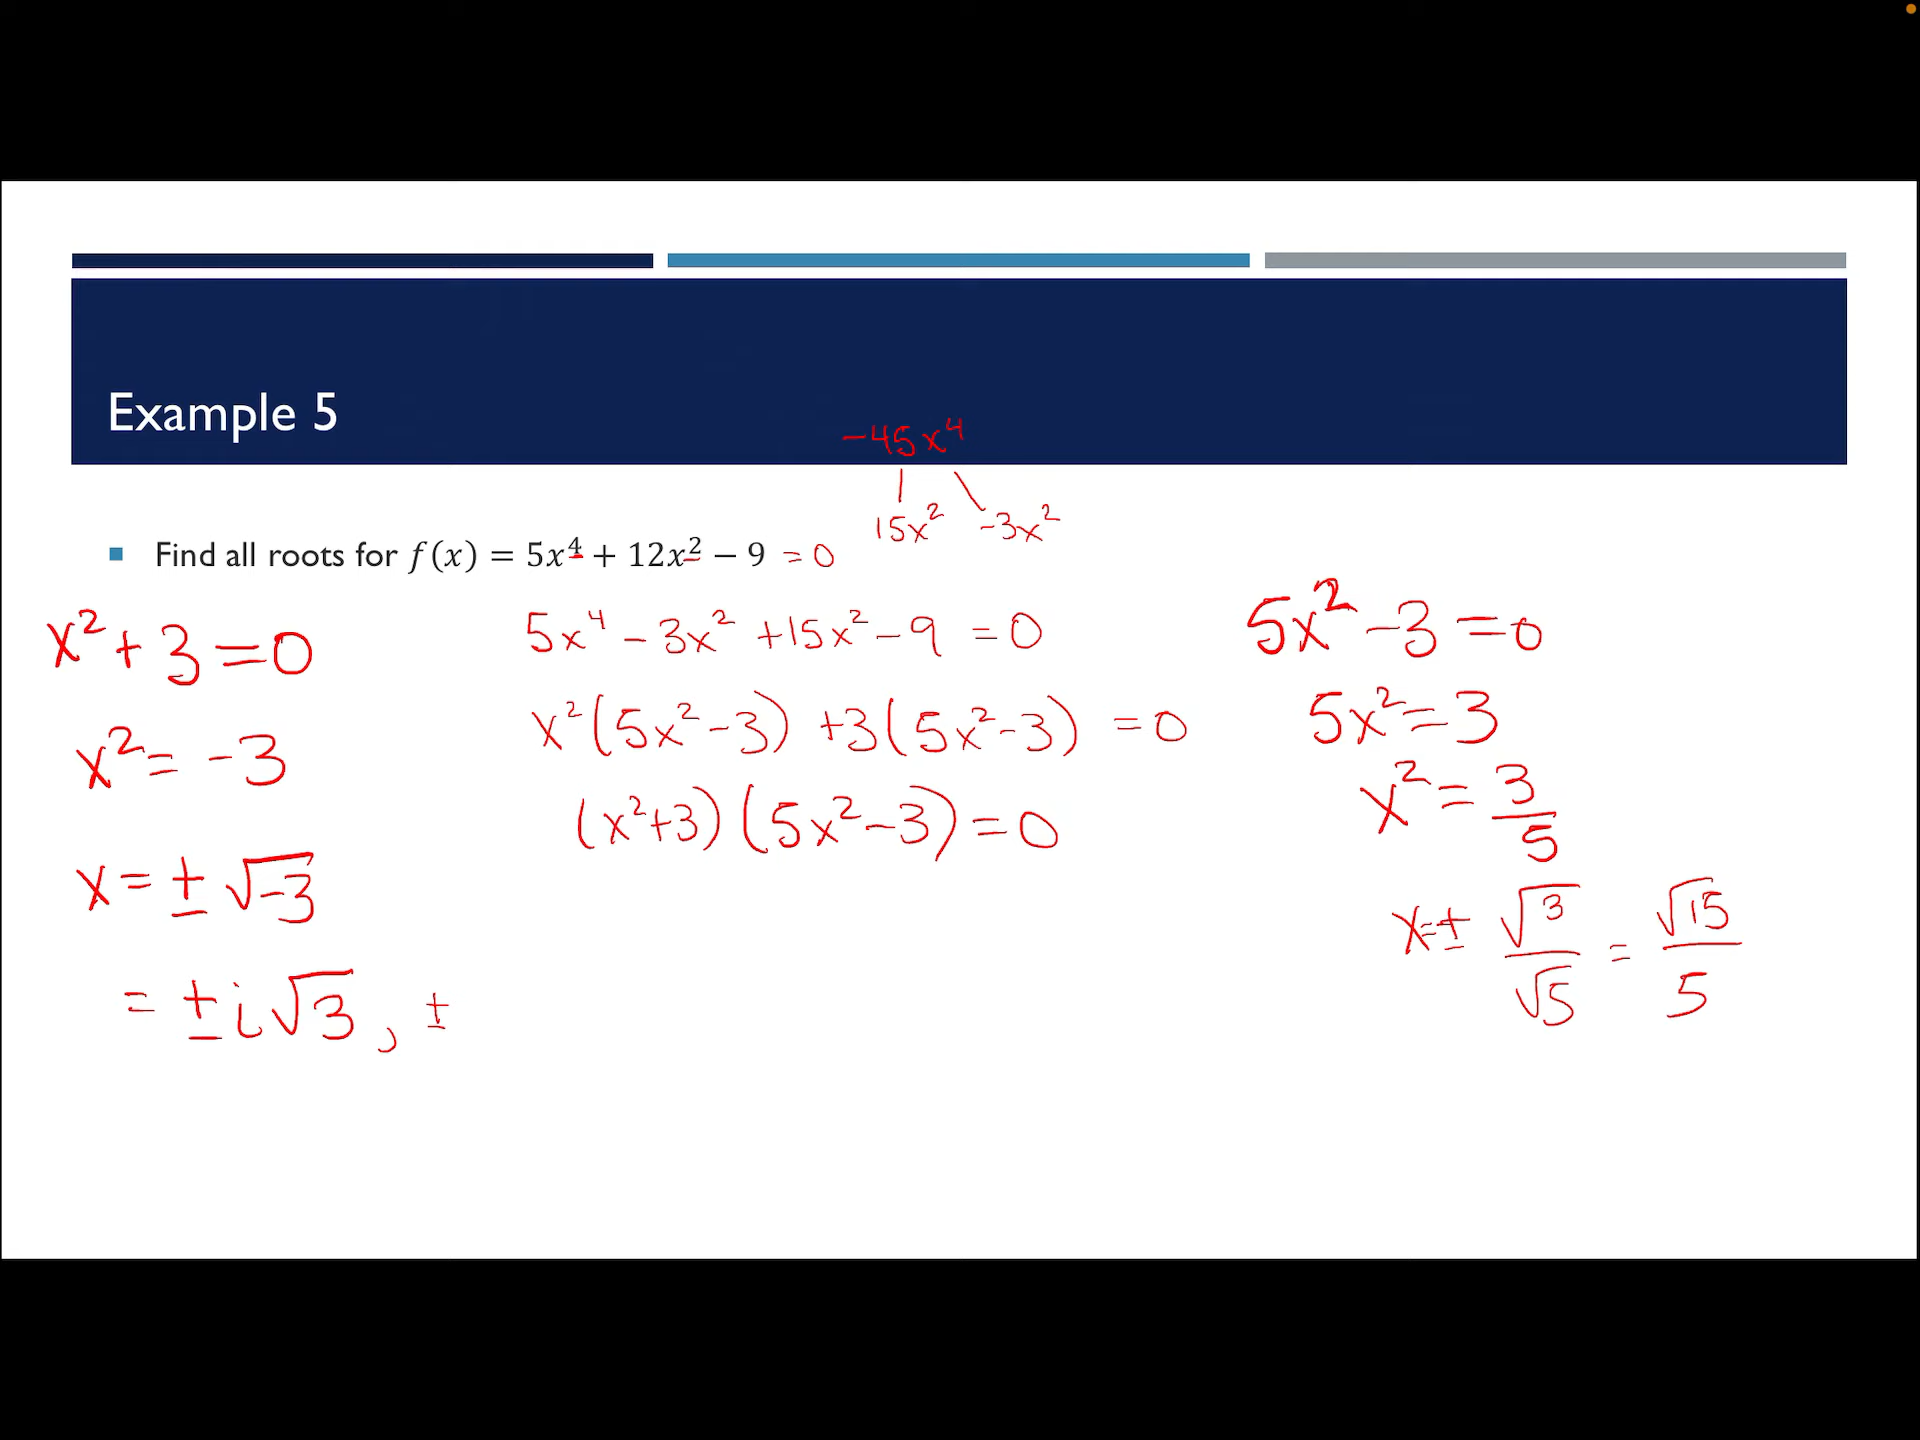 Example 5
-45x⁴
15x² -3x²
Find all roots for f(x) = 5x⁴ + 12x² − 9 = 0
x² + 3 = 0
x² = -3
x = ± √-3
= ± i√3 , ±
5x⁴ - 3x² + 15x² - 9 = 0
x²(5x² - 3) + 3(5x² - 3) = 0
(x² + 3)(5x² - 3) = 0
5x² - 3 = 0
5x² = 3
x² = 3/5
x = ± √3/√5 = √15/5